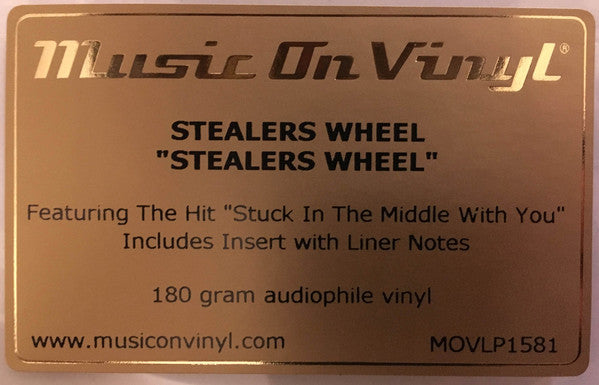 Music On Vinyl®
STEALERS WHEEL
"STEALERS WHEEL"
Featuring The Hit "Stuck In The Middle With You"
Includes Insert with Liner Notes
180 gram audiophile vinyl
www.musiconvinyl.com MOVLP1581